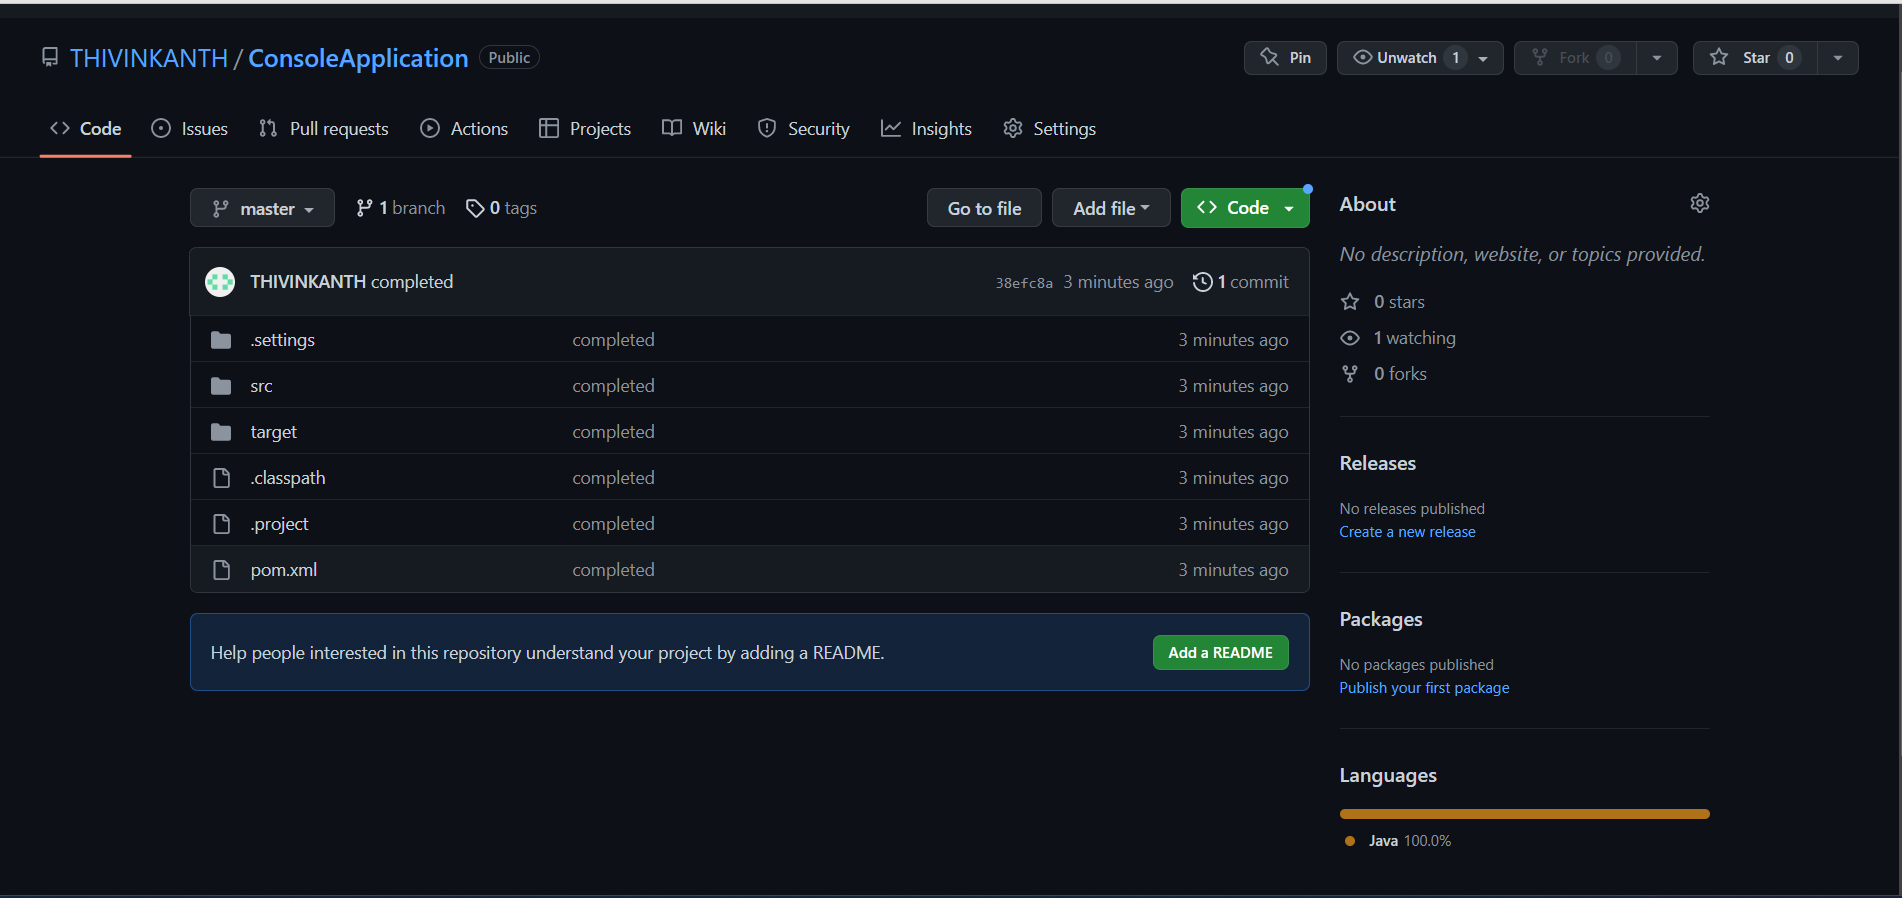 THIVINKANTH / ConsoleApplication Public Pin Unwatch 1 Fork 0 Star 0
Code Issues Pull requests Actions Projects Wiki Security Insights Settings
master 1 branch 0 tags Go to file Add file Code
THIVINKANTH completed 38efc8a 3 minutes ago 1 commit
.settings completed 3 minutes ago
src completed 3 minutes ago
target completed 3 minutes ago
.classpath completed 3 minutes ago
.project completed 3 minutes ago
pom.xml completed 3 minutes ago
Help people interested in this repository understand your project by adding a README. Add a README
About
No description, website, or topics provided.
0 stars
1 watching
0 forks
Releases
No releases published
Create a new release
Packages
No packages published
Publish your first package
Languages
Java 100.0%